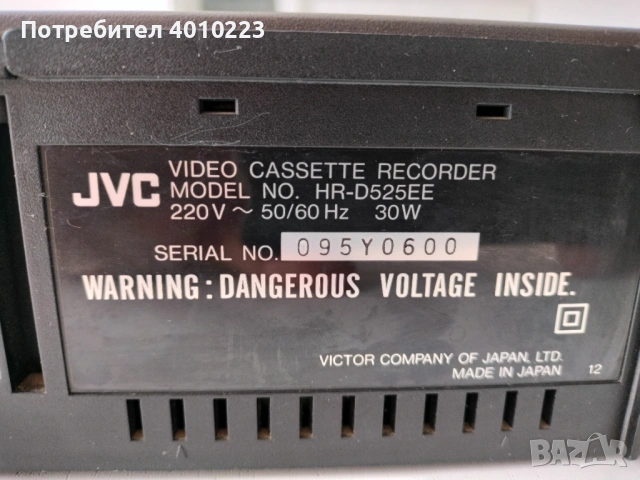 Потребител 4010223
JVC
VIDEO CASSETTE RECORDER
MODEL NO. HR-D525EE
220V ~ 50/60 Hz 30W
SERIAL NO. 095Y0600
WARNING: DANGEROUS VOLTAGE INSIDE.
VICTOR COMPANY OF JAPAN, LTD.
MADE IN JAPAN 12
BAZAR